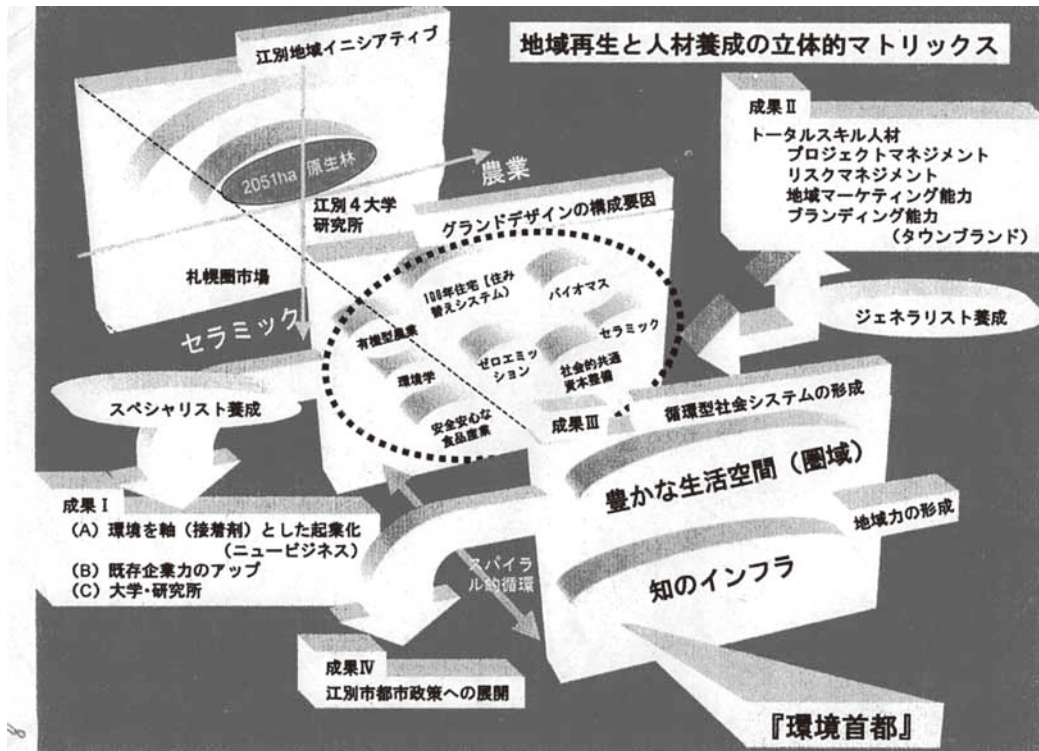 地域再生と人材養成の立体的マトリックス
江別地域イニシアティブ
2051ha 原生林
農業
江別4大学
研究所
札幌圏市場
セラミック
グランドデザインの構成要因
100年住宅【住み
替えシステム）
バイオマス
有機型農業
セラミック
ゼロエミッ
ション
社会的共通
資本整備
環境学
安全安心な
食品産業
成果Ⅱ
トータルスキル人材
プロジェクトマネジメント
リスクマネジメント
地域マーケティング能力
ブランディング能力
（タウンブランド）
ジェネラリスト養成
スペシャリスト養成
成果Ⅰ
（A）環境を軸（接着剤）とした起業化
（ニュービジネス）
（B）既存企業力のアップ
（C）大学・研究所
成果Ⅲ
循環型社会システムの形成
豊かな生活空間（圏域）
知のインフラ
地域力の形成
スパイラ
ル的循環
成果Ⅳ
江別市都市政策への展開
『環境首都』
8